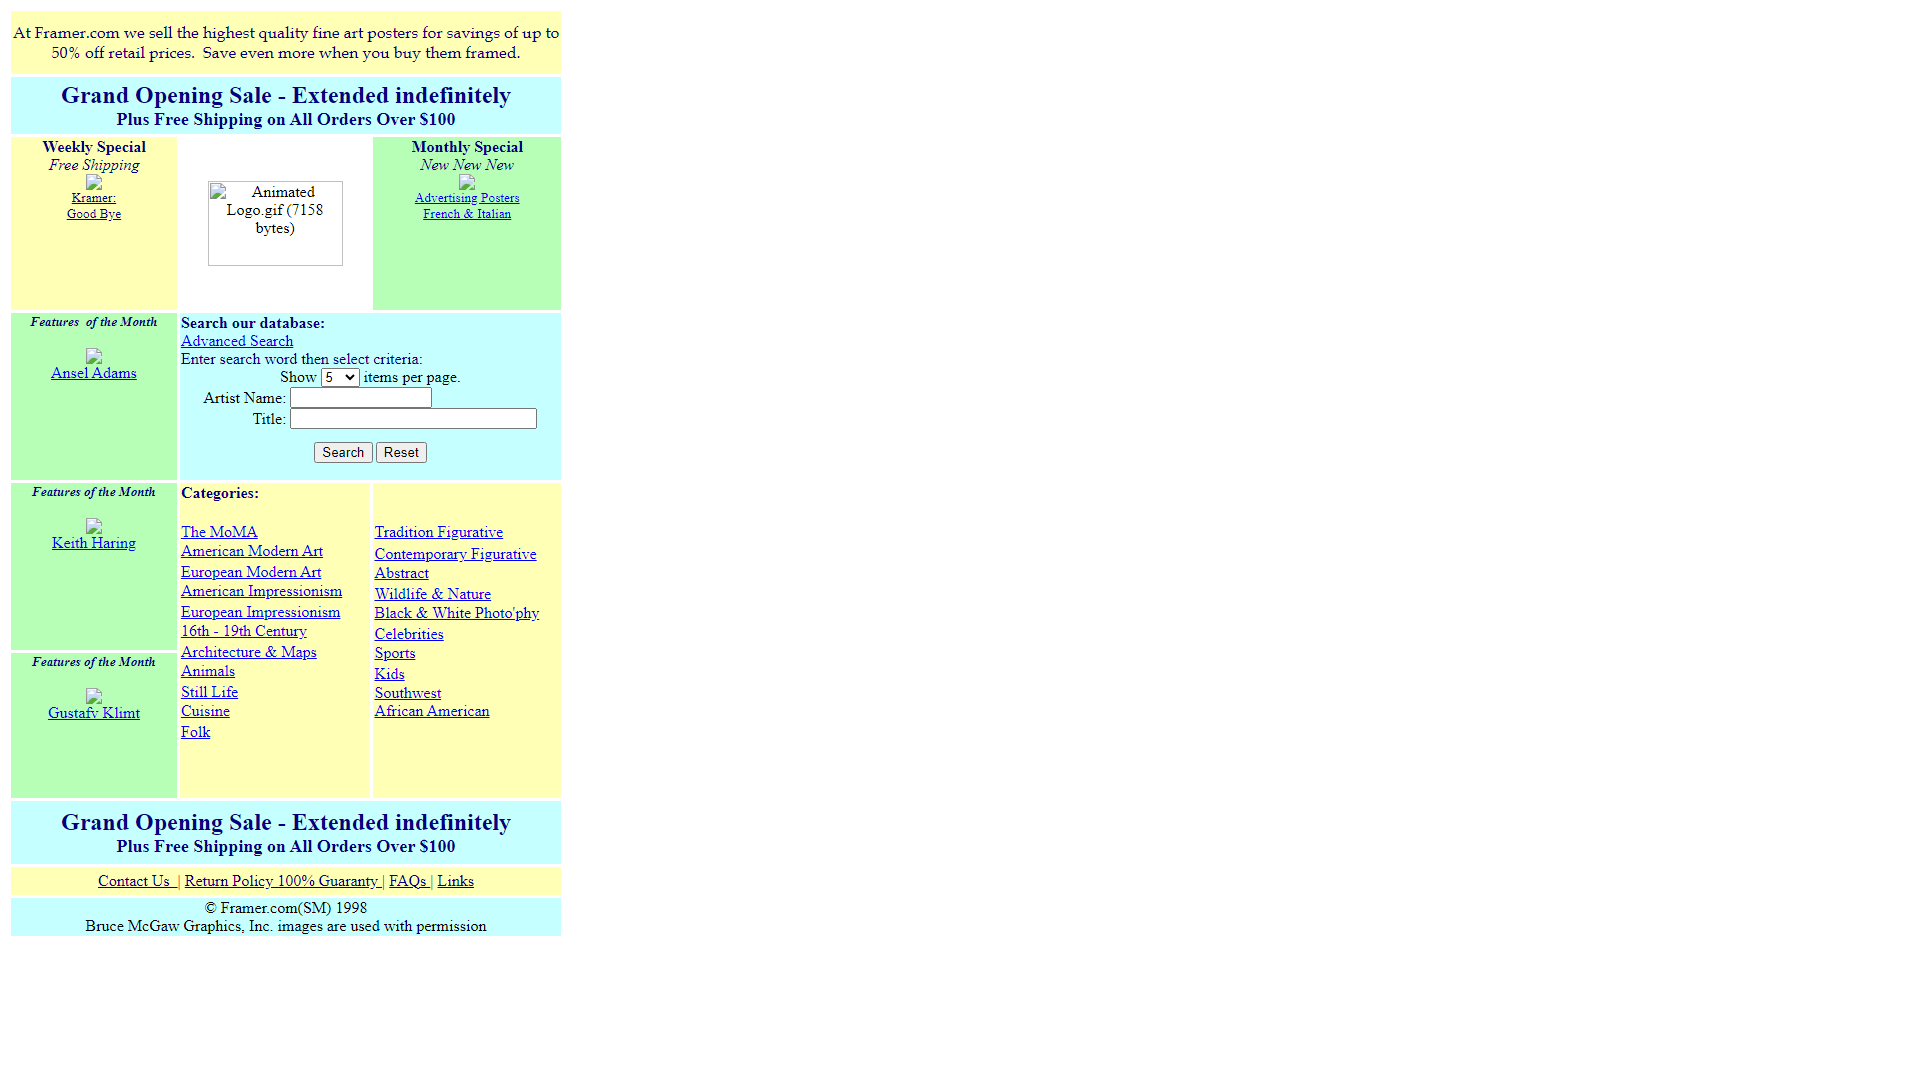 At Framer.com we sell the highest quality fine art posters for savings of up to
50% off retail prices.  Save even more when you buy them framed.
Grand Opening Sale - Extended indefinitely
Plus Free Shipping on All Orders Over $100
Weekly Special
Free Shipping
Kramer:
Good Bye
Animated
Logo.gif (7158
bytes)
Monthly Special
New New New
Advertising Posters
French & Italian
Features  of the Month
Ansel Adams
Search our database:
Advanced Search
Enter search word then select criteria:
Show 5 items per page.
Artist Name:
Title:
Search Reset
Features of the Month
Keith Haring
Features of the Month
Gustafv Klimt
Categories:
The MoMA
American Modern Art
European Modern Art
American Impressionism
European Impressionism
16th - 19th Century
Architecture & Maps
Animals
Still Life
Cuisine
Folk
Tradition Figurative
Contemporary Figurative
Abstract
Wildlife & Nature
Black & White Photo'phy
Celebrities
Sports
Kids
Southwest
African American
Grand Opening Sale - Extended indefinitely
Plus Free Shipping on All Orders Over $100
Contact Us  | Return Policy 100% Guaranty | FAQs | Links
© Framer.com(SM) 1998
Bruce McGaw Graphics, Inc. images are used with permission